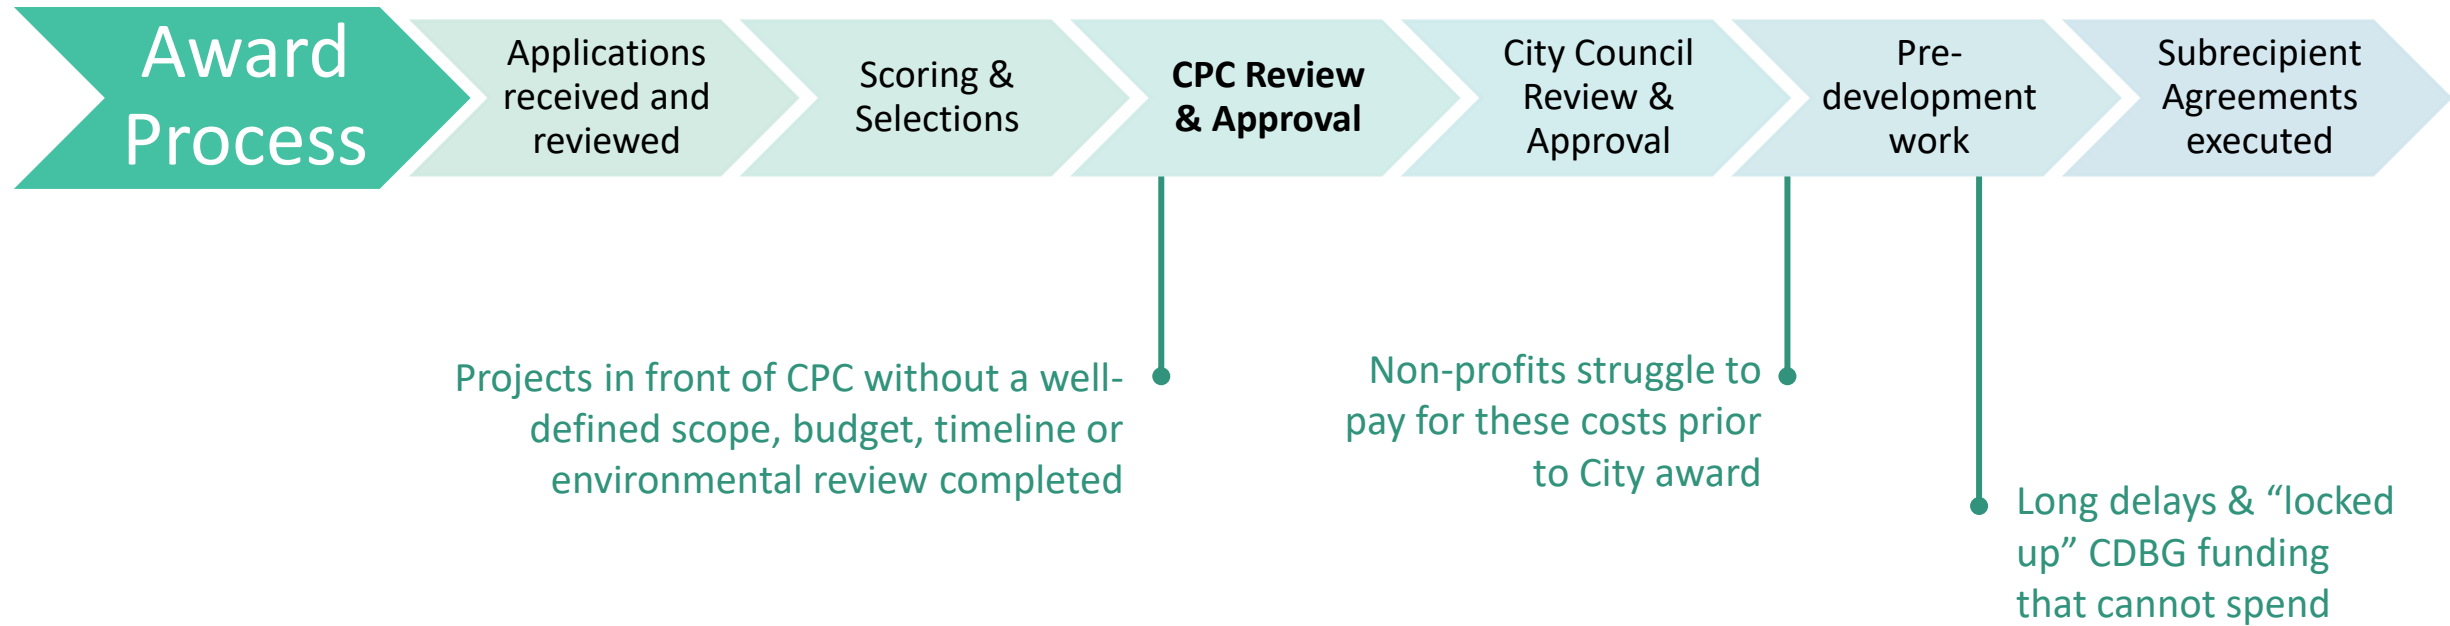 Award
Process
Applications
received and
reviewed
Scoring &
Selections
CPC Review
& Approval
City Council
Review &
Approval
Pre-
development
work
Subrecipient
Agreements
executed
Projects in front of CPC without a well-
defined scope, budget, timeline or
environmental review completed
Non-profits struggle to
pay for these costs prior
to City award
Long delays & “locked
up” CDBG funding
that cannot spend